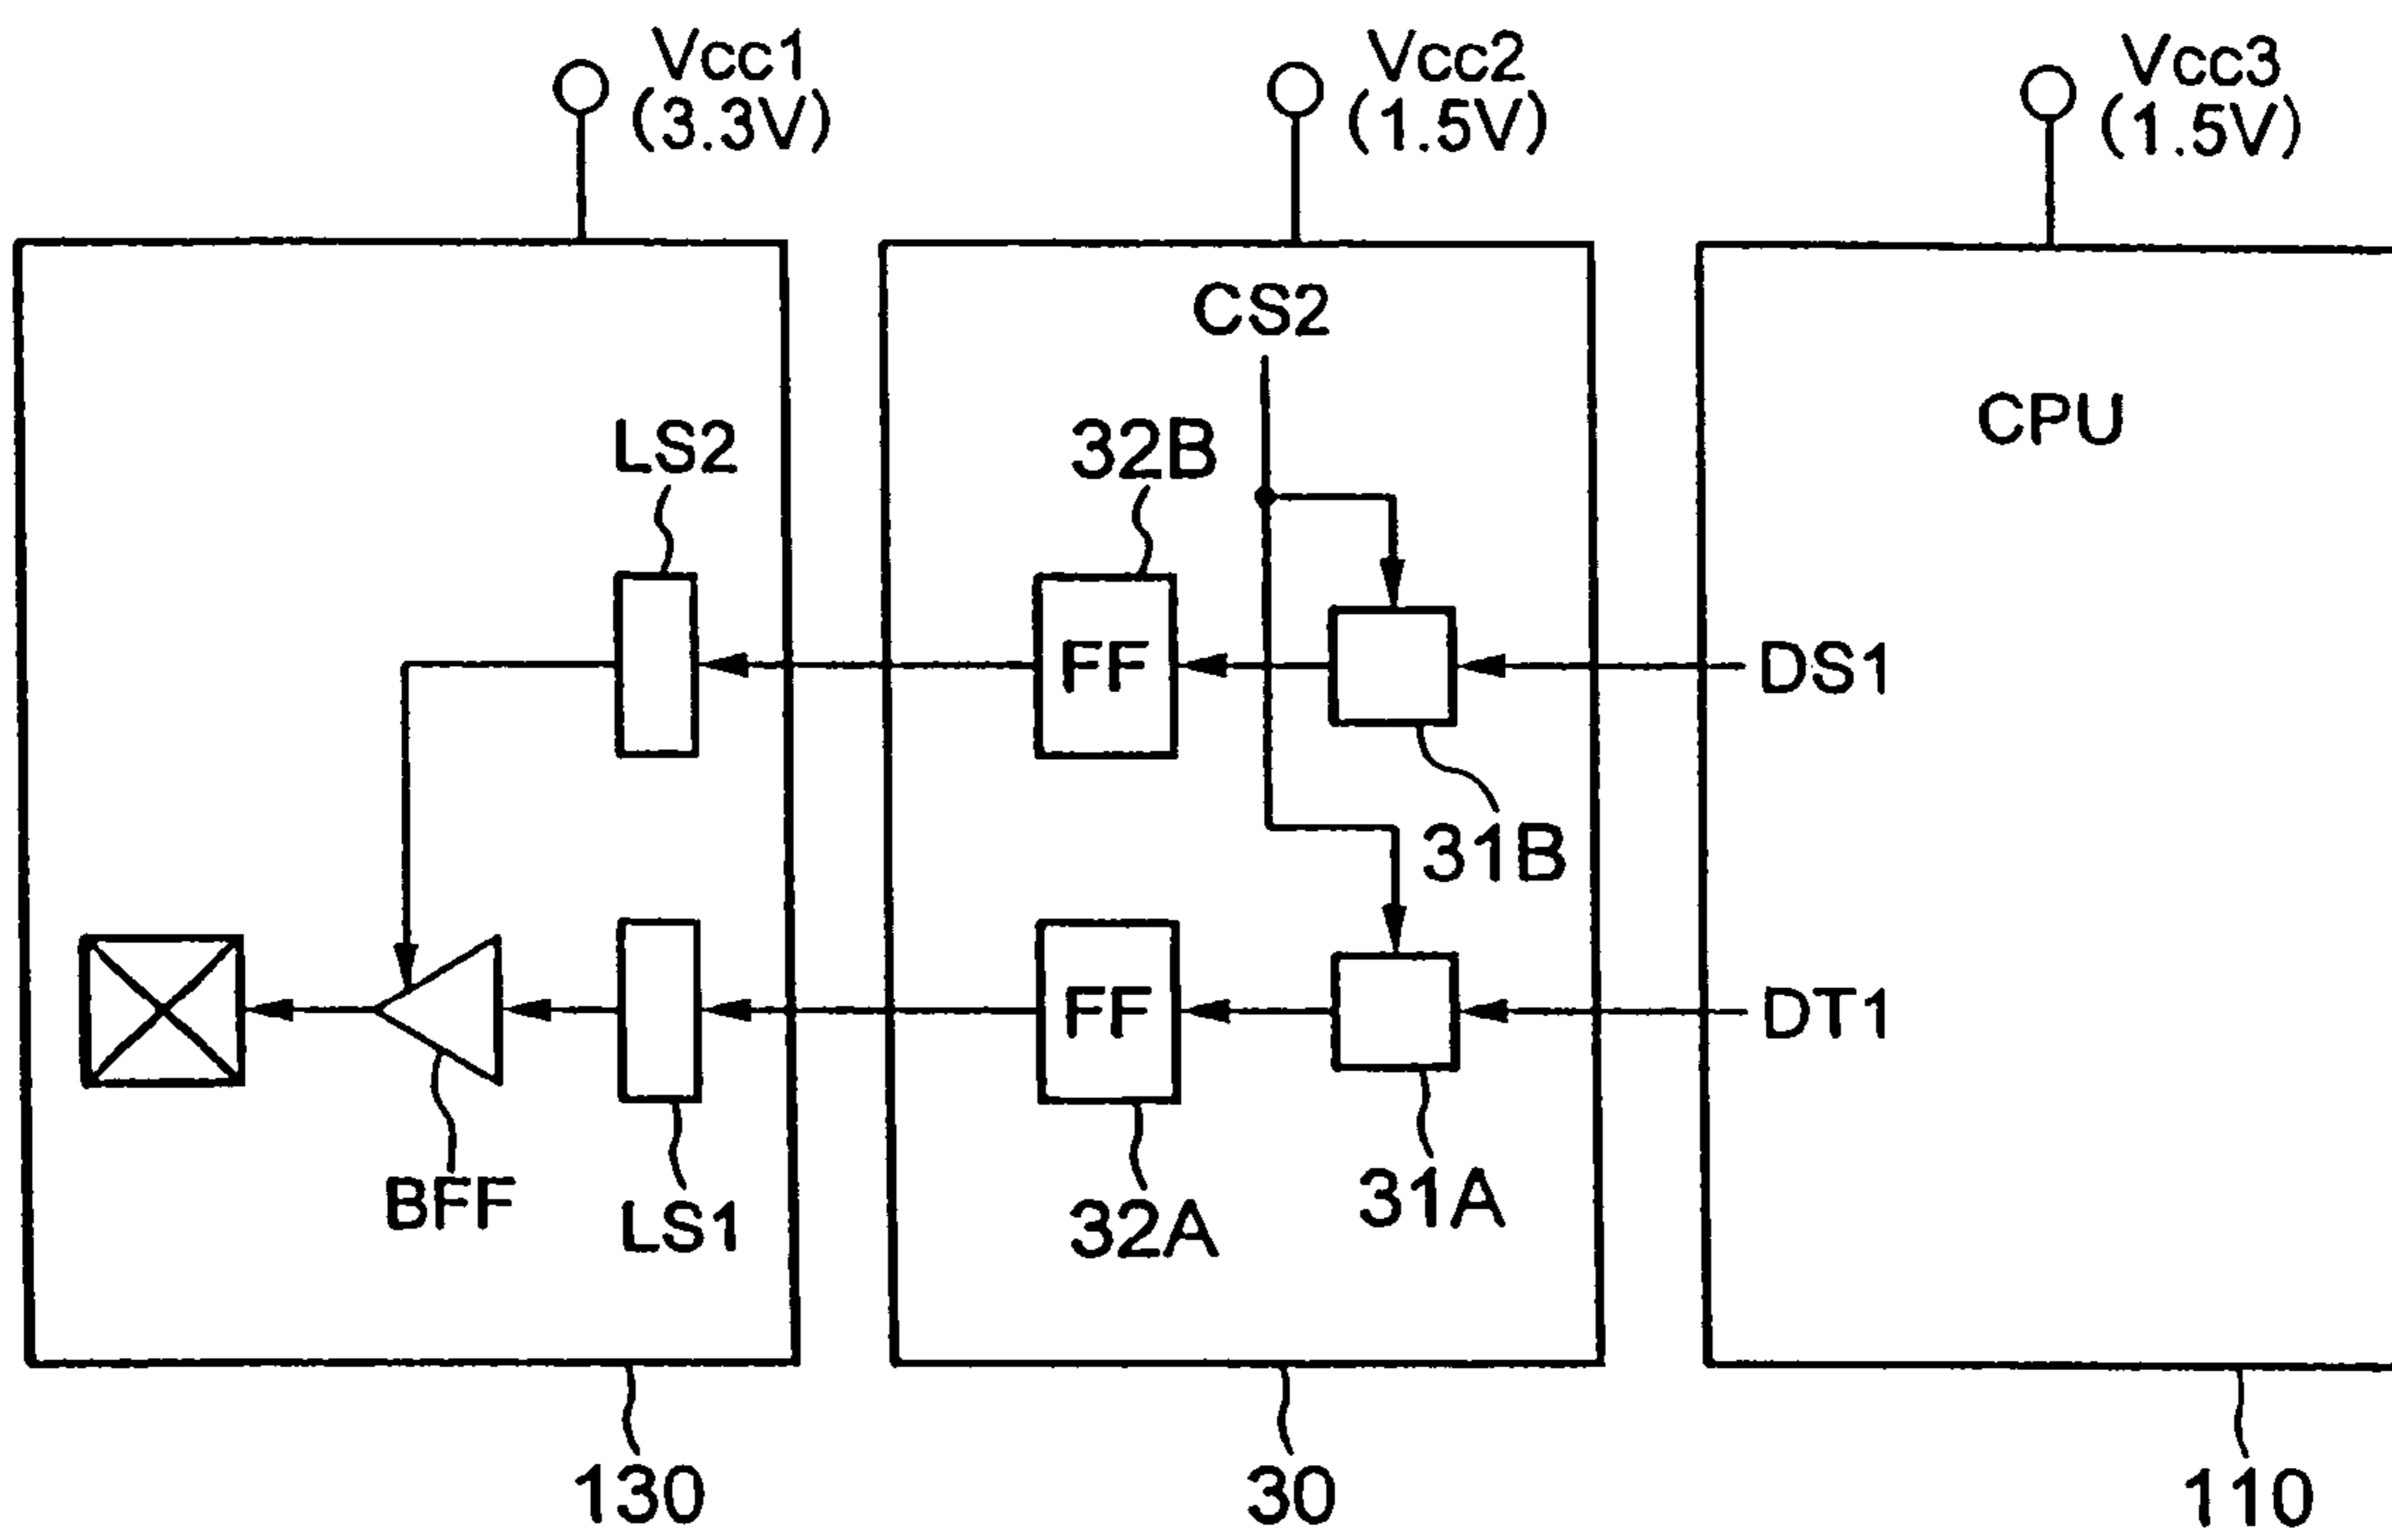 Vcc1
(3.3V)
Vcc2
(1.5V)
Vcc3
(1.5V)
CS2
CPU
LS2
32B
FF
DS1
31B
FF
DT1
BFF
LS1
32A
31A
130
30
110